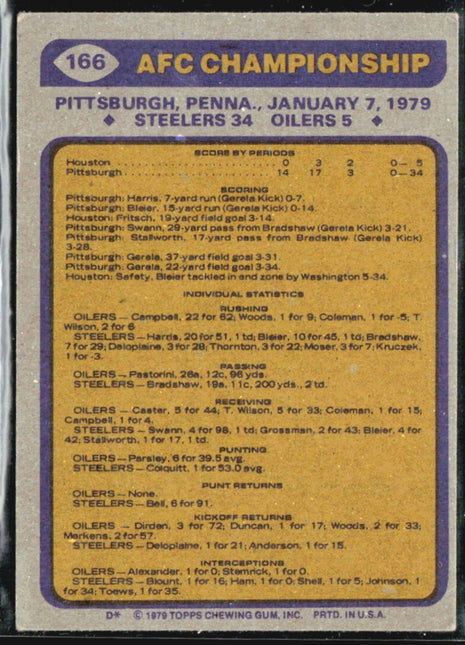 166 AFC CHAMPIONSHIP
PITTSBURGH, PENNA., JANUARY 7, 1979
◆ STEELERS 34 OILERS 5 ◆
SCORE BY PERIODS
Houston . . . . . . . . . . . . . . . . . . . . . . . 0 3 2 0— 5
Pittsburgh . . . . . . . . . . . . . . . . . . . . . 14 17 3 0—34
SCORING
Pittsburgh: Harris, 7-yard run (Gerela Kick) 0-7.
Pittsburgh: Bleier, 15-yard run (Gerela Kick) 0-14.
Houston: Fritsch, 19-yard field goal 3-14.
Pittsburgh: Swann, 29-yard pass from Bradshaw (Gerela Kick) 3-21.
Pittsburgh: Stallworth, 17-yard pass from Bradshaw (Gerela Kick)
3-28.
Pittsburgh: Gerela, 37-yard field goal 3-31.
Pittsburgh: Gerela, 22-yard field goal 3-34.
Houston: Safety, Bleier tackled in end zone by Washington 5-34.
INDIVIDUAL STATISTICS
RUSHING
OILERS — Campbell, 22 for 62; Woods, 1 for 9; Coleman, 1 for -5; T.
Wilson, 2 for 6
STEELERS — Harris, 20 for 51, 1 td; Bleier, 10 for 45, 1 td; Bradshaw,
7 for 29; Deloplaine, 3 for 28; Thornton, 3 for 22; Moser, 3 for 7; Kruczek,
1 for -3.
PASSING
OILERS — Pastorini, 26a, 12c, 96 yds.
STEELERS — Bradshaw, 19a, 11c, 200 yds., 2 td.
RECEIVING
OILERS — Caster, 5 for 44; T. Wilson, 5 for 33; Coleman, 1 for 15;
Campbell, 1 for 4.
STEELERS — Swann, 4 for 98, 1 td; Grossman, 2 for 43; Bleier, 4 for
42; Stallworth, 1 for 17, 1 td.
PUNTING
OILERS — Parsley, 6 for 39.5 avg.
STEELERS — Colquitt, 1 for 53.0 avg.
PUNT RETURNS
OILERS — None.
STEELERS — Bell, 6 for 91.
KICKOFF RETURNS
OILERS — Dirden, 3 for 72; Duncan, 1 for 17; Woods, 2 for 33;
Merkens, 2 for 57.
STEELERS — Deloplaine, 1 for 21; Anderson, 1 for 15.
INTERCEPTIONS
OILERS — Alexander, 1 for 0; Stemrick, 1 for 0.
STEELERS — Blount, 1 for 16; Ham, 1 for 0; Shell, 1 for 5; Johnson, 1
for 34; Toews, 1 for 35.
D* © 1979 TOPPS CHEWING GUM, INC. PRTD. IN U.S.A.